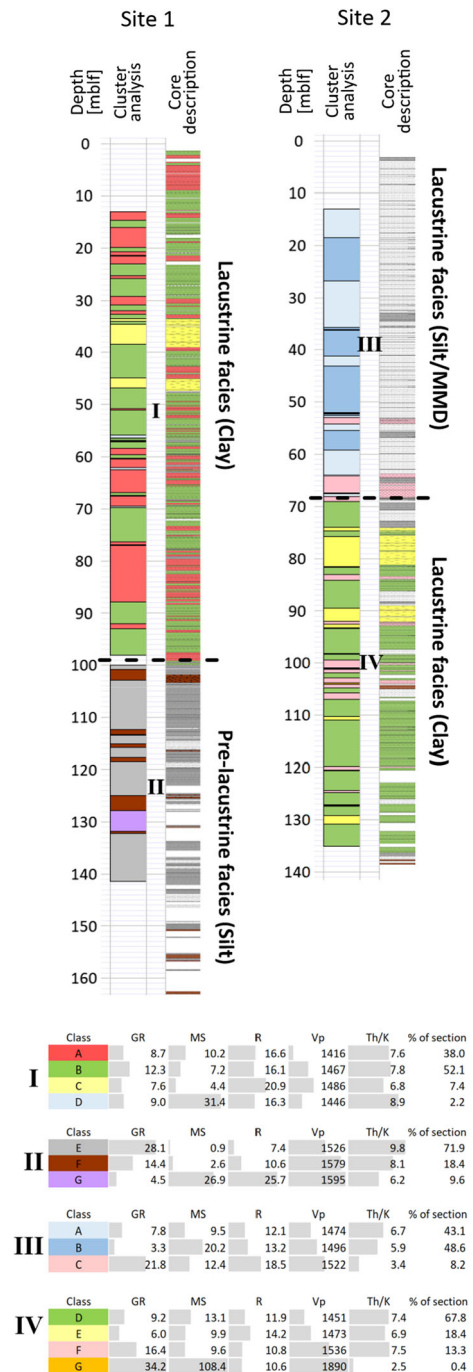 Site 1
Site 2
Depth [mblf]
Cluster analysis
Core description
Depth [mblf]
Cluster analysis
Core description
0
10
20
30
40
50
60
70
80
90
100
110
120
130
140
150
160
I
II
Lacustrine facies (Clay)
Pre-lacustrine facies (Silt)
0
10
20
30
40
50
60
70
80
90
100
110
120
130
140
III
IV
Lacustrine facies (Silt/MMD)
Lacustrine facies (Clay)
I
Class GR MS R Vp Th/K % of section
A 8.7 10.2 16.6 1416 7.6 38.0
B 12.3 7.2 16.1 1467 7.8 52.1
C 7.6 4.4 20.9 1486 6.8 7.4
D 9.0 31.4 16.3 1446 8.9 2.2
II
Class GR MS R Vp Th/K % of section
E 28.1 0.9 7.4 1526 9.8 71.9
F 14.4 2.6 10.6 1579 8.1 18.4
G 4.5 26.9 25.7 1595 6.2 9.6
III
Class GR MS R Vp Th/K % of section
A 7.8 9.5 12.1 1474 6.7 43.1
B 3.3 20.2 13.2 1496 5.9 48.6
C 21.8 12.4 18.5 1522 3.4 8.2
IV
Class GR MS R Vp Th/K % of section
D 9.2 13.1 11.9 1451 7.4 67.8
E 6.0 9.9 14.2 1473 6.9 18.4
F 16.4 9.6 10.8 1536 7.5 13.3
G 34.2 108.4 10.6 1890 2.5 0.4